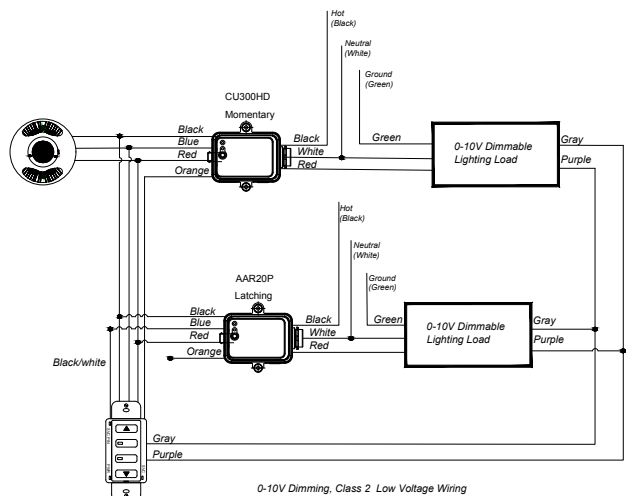 Hot
(Black)
Neutral
(White)
Ground
(Green)
CU300HD
Momentary
Black
Blue
Red
Orange
Black
White
Red
Green
0-10V Dimmable
Lighting Load
Gray
Purple
Hot
(Black)
Neutral
(White)
Ground
(Green)
AAR20P
Latching
Black
Blue
Red
Orange
Black
White
Red
Green
0-10V Dimmable
Lighting Load
Gray
Purple
Black/white
Gray
Purple
0-10V Dimming, Class 2 Low Voltage Wiring